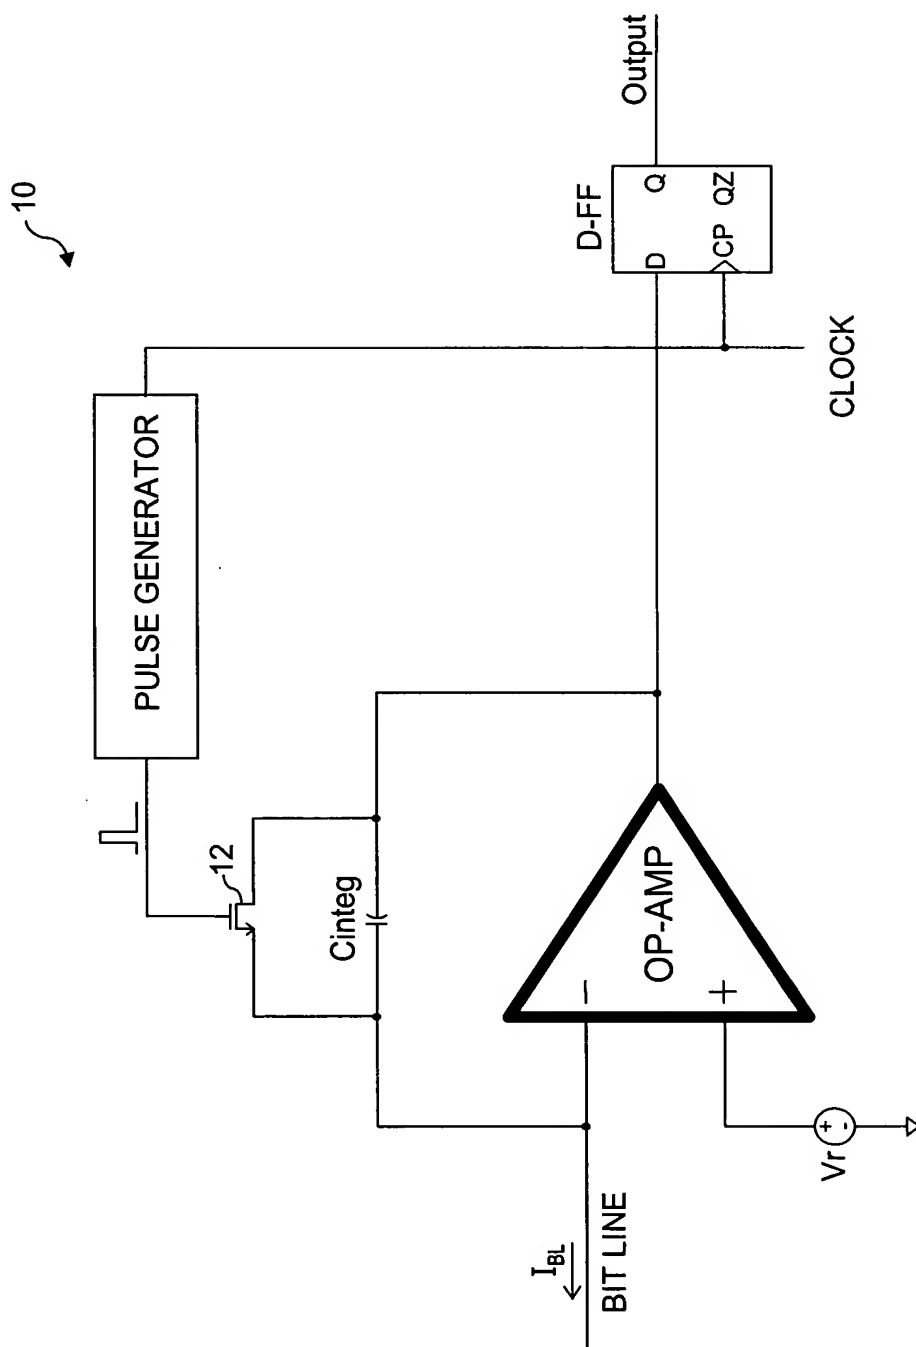 10
PULSE GENERATOR
12
Cinteg
OP-AMP
−
+
I_BL
BIT LINE
Vr
+
-
D-FF
D
Q
CP
QZ
Output
CLOCK